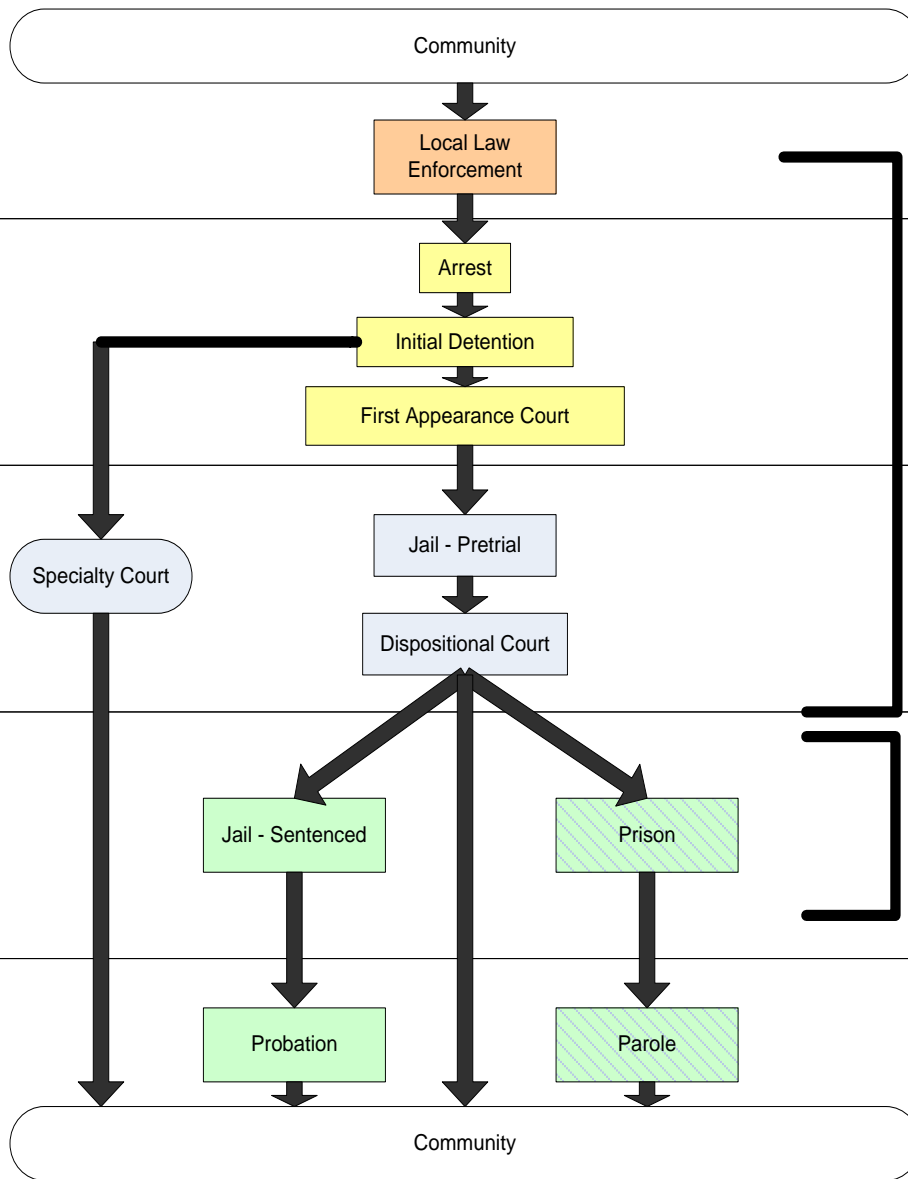 Community
Local Law
Enforcement
Arrest
Initial Detention
First Appearance Court
Jail - Pretrial
Specialty Court
Dispositional Court
Jail - Sentenced
Prison
Probation
Parole
Community